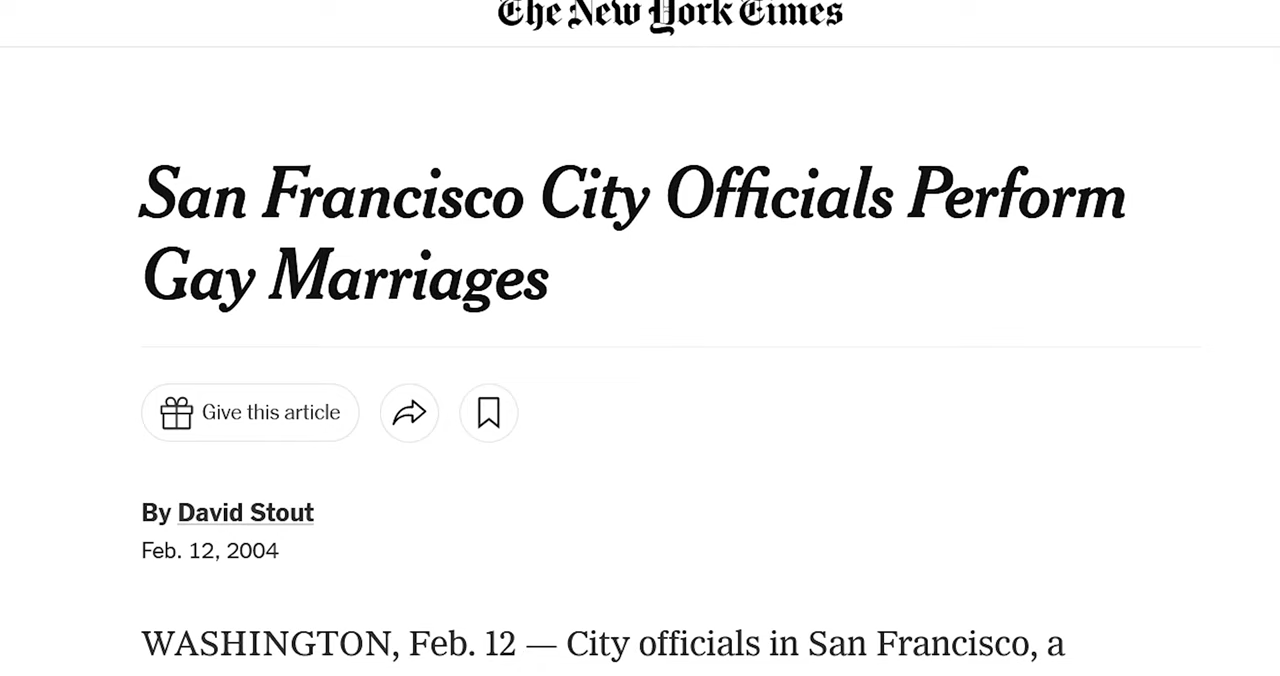 The New York Times
San Francisco City Officials Perform
Gay Marriages
Give this article
By David Stout
Feb. 12, 2004
WASHINGTON, Feb. 12 — City officials in San Francisco, a